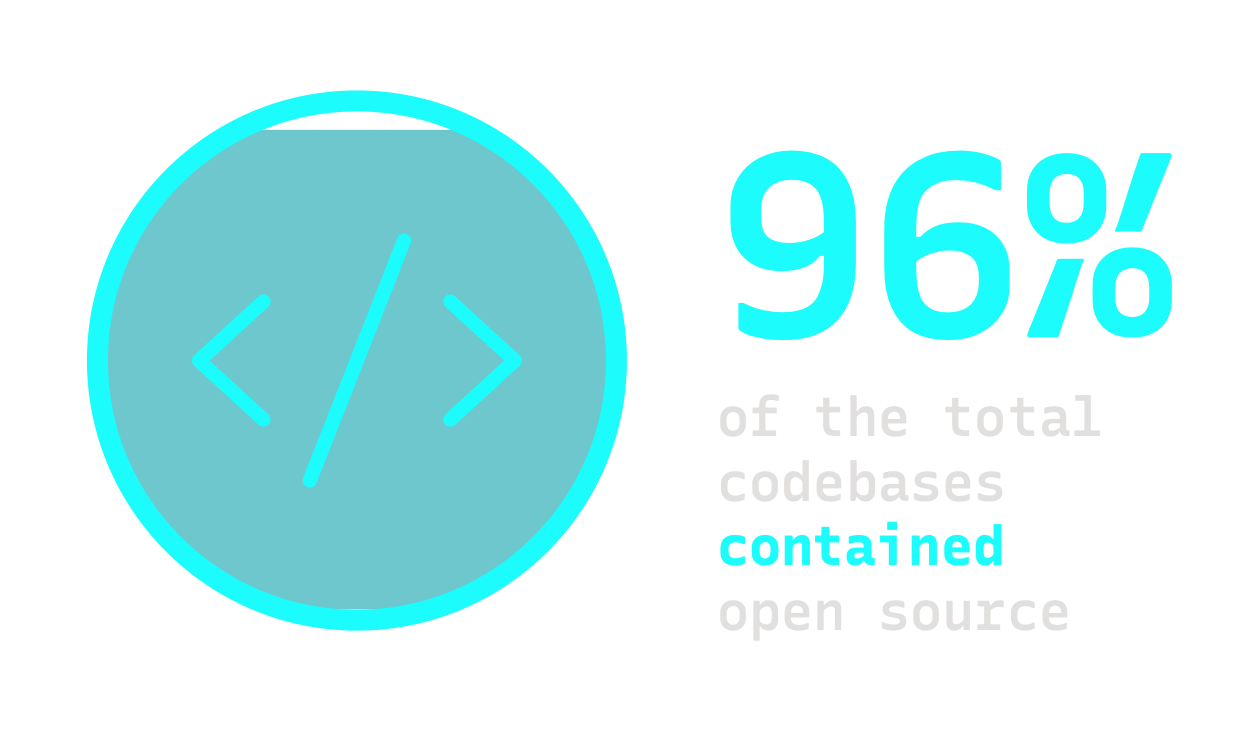 96%
of the total
codebases
contained
open source